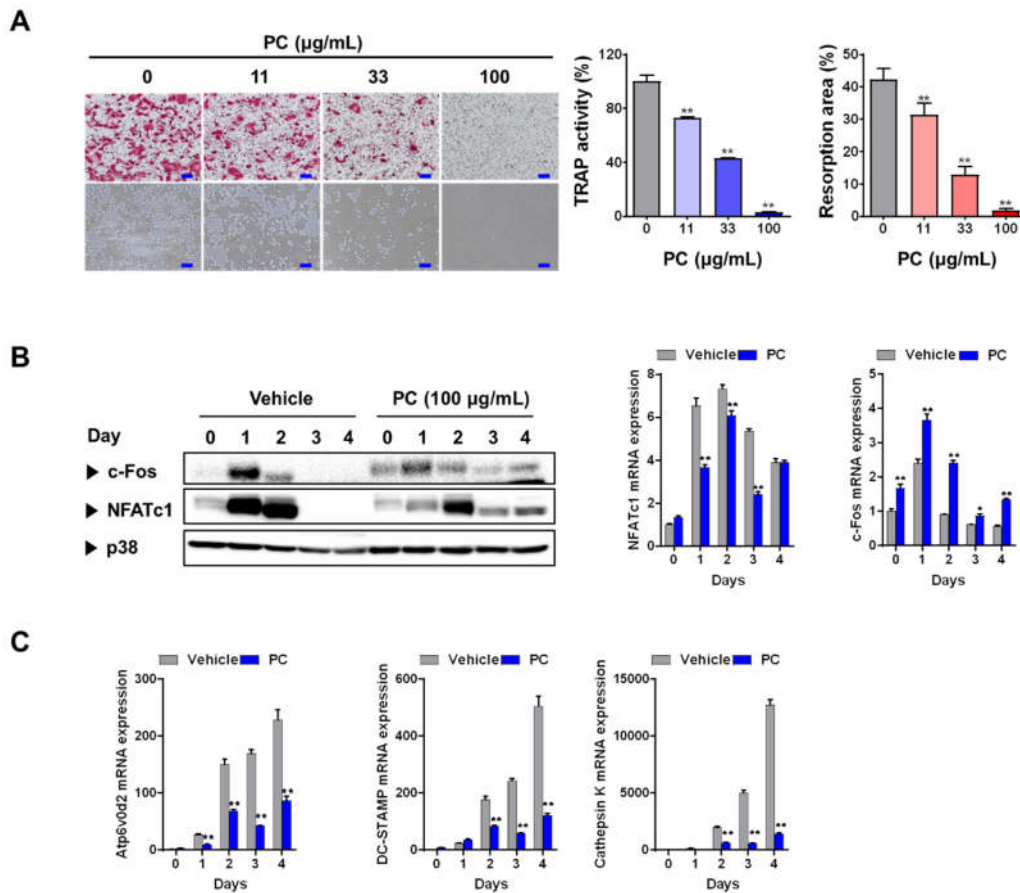 A
PC (µg/mL)
0 11 33 100
TRAP activity (%)
120
80
40
0
** ** **
0 11 33 100
PC (µg/mL)
Resorption area (%)
50
40
30
20
10
0
** ** **
0 11 33 100
PC (µg/mL)
B
Vehicle PC (100 µg/mL)
Day 0 1 2 3 4 0 1 2 3 4
c-Fos
NFATc1
p38
Vehicle PC
NFATc1 mRNA expression
8
6
4
2
0
** ** **
0 1 2 3 4
Days
Vehicle PC
c-Fos mRNA expression
5
4
3
2
1
0
** ** ** * **
0 1 2 3 4
Days
C
Vehicle PC
Atp6v0d2 mRNA expression
300
200
100
0
** ** ** **
0 1 2 3 4
Days
Vehicle PC
DC-STAMP mRNA expression
600
400
200
0
** ** **
0 1 2 3 4
Days
Vehicle PC
Cathepsin K mRNA expression
15000
10000
5000
0
** ** **
0 1 2 3 4
Days